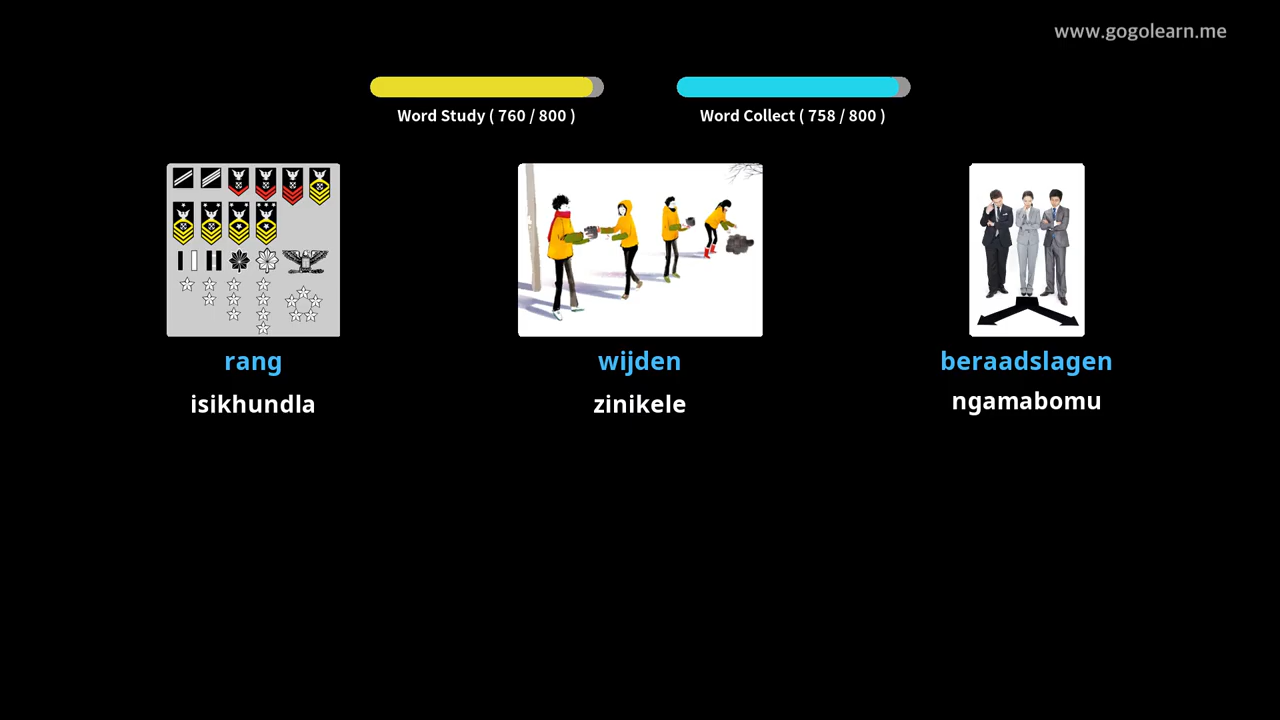 www.gogolearn.me
Word Study ( 760 / 800 )
Word Collect ( 758 / 800 )
rang
wijden
beraadslagen
isikhundla
zinikele
ngamabomu